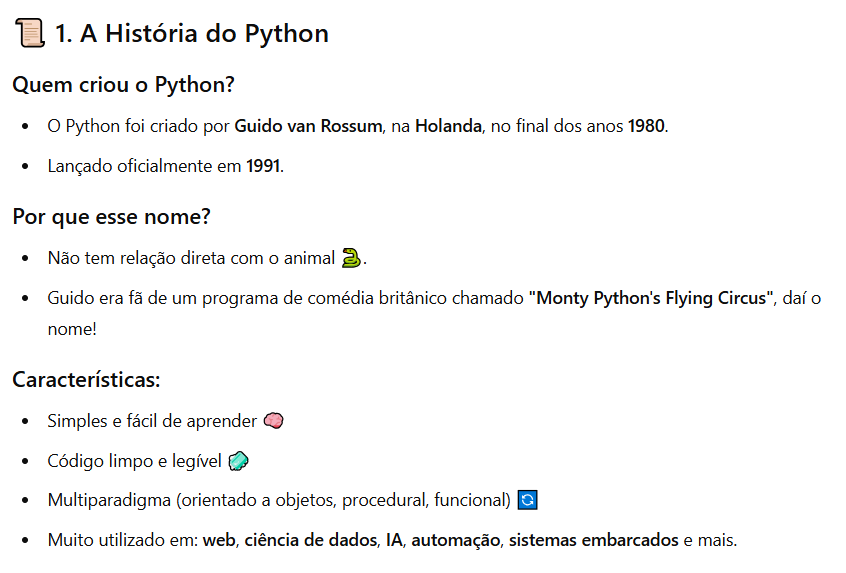 📜 1. A História do Python
Quem criou o Python?
• O Python foi criado por Guido van Rossum, na Holanda, no final dos anos 1980.
• Lançado oficialmente em 1991.
Por que esse nome?
• Não tem relação direta com o animal 🐍.
• Guido era fã de um programa de comédia britânico chamado "Monty Python's Flying Circus", daí o
nome!
Características:
• Simples e fácil de aprender 🧠
• Código limpo e legível 🧼
• Multiparadigma (orientado a objetos, procedural, funcional) 🔄
• Muito utilizado em: web, ciência de dados, IA, automação, sistemas embarcados e mais.